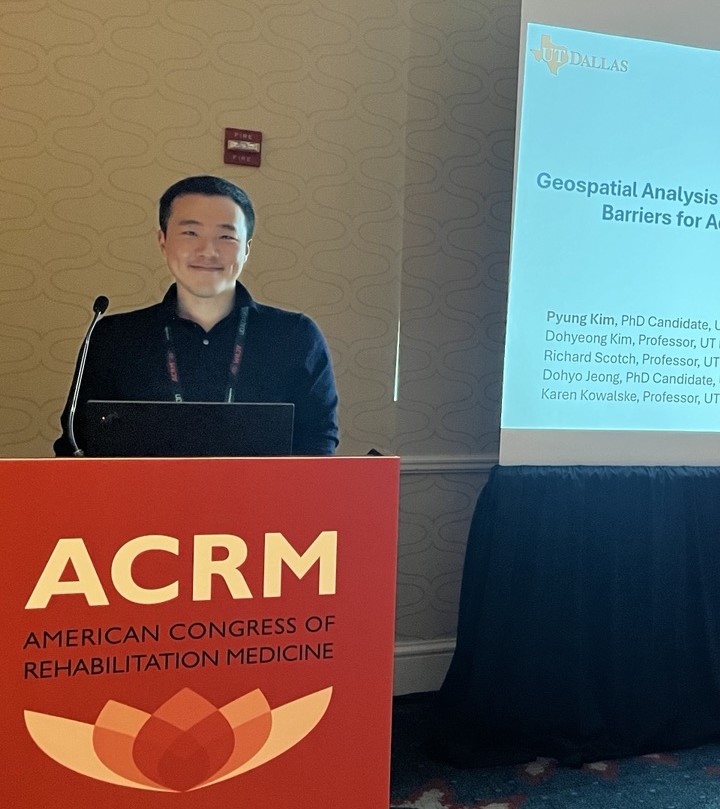 FIRE
FIRE
UT DALLAS
Geospatial Analysis
Barriers for A
Pyung Kim, PhD Candidate, U
Dohyeong Kim, Professor, UT
Richard Scotch, Professor, UT
Dohyo Jeong, PhD Candidate,
Karen Kowalske, Professor, UT
ACRM
AMERICAN CONGRESS OF
REHABILITATION MEDICINE